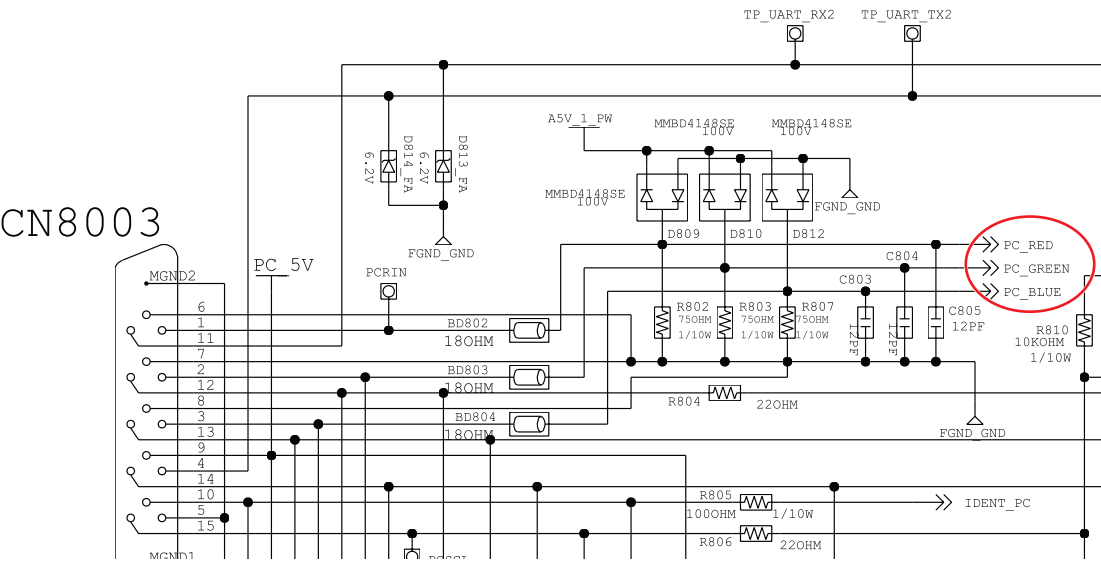 TP_UART_RX2 TP_UART_TX2
A5V_1_PW MMBD4148SE MMBD4148SE
100V 100V
D814_FA
6.2V
D813_FA
6.2V
MMBD4148SE
100V
FGND_GND
CN8003
D809 D810 D812
FGND_GND
PC_RED
C804
PC_5V
PCRIN
PC_GREEN
MGND2
C803
PC_BLUE
6
BD802
R802 R803 R807
C805
1
75OHM 75OHM 75OHM
12PF
12PF
12PF
R810
11
18OHM
1/10W 1/10W 1/10W
10KOHM
7
1/10W
2
BD803
12
18OHM
8
R804
22OHM
3
BD804
13
18OHM
FGND_GND
9
4
14
10
R805
IDENT_PC
5
100OHM
1/10W
15
R806
22OHM
MGND1